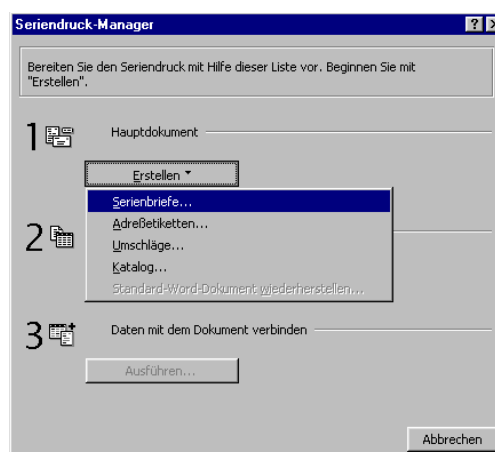 Seriendruck-Manager
Bereiten Sie den Seriendruck mit Hilfe dieser Liste vor. Beginnen Sie mit
"Erstellen".
1 Hauptdokument
Erstellen
Serienbriefe...
Adreßetiketten...
2
Umschläge...
Katalog...
Standard-Word-Dokument wiederherstellen...
3 Daten mit dem Dokument verbinden
Ausführen...
Abbrechen